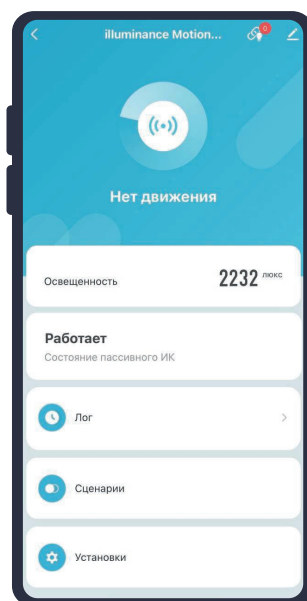 illuminance Motion...
0
Нет движения
Освещенность 2232 люкс
Работает
Состояние пассивного ИК
Лог
Сценарии
Установки